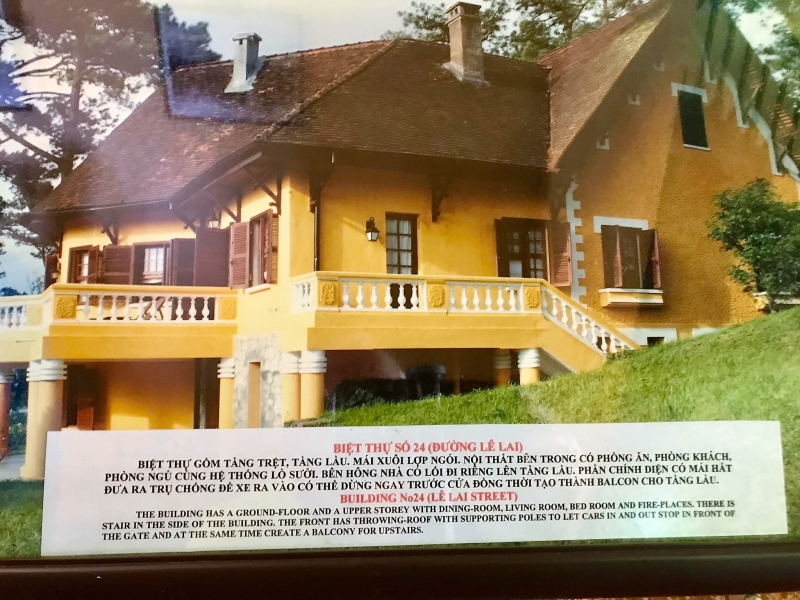 BIỆT THỰ SỐ 24 (ĐƯỜNG LÊ LAI)
BIỆT THỰ GỒM TẦNG TRỆT, TẦNG LẦU. MÁI XUÔI LỢP NGÓI. NỘI THẤT BÊN TRONG CÓ PHÒNG ĂN, PHÒNG KHÁCH,
PHÒNG NGỦ CÙNG HỆ THỐNG LÒ SƯỞI. BÊN HÔNG NHÀ CÓ LỐI ĐI RIÊNG LÊN TẦNG LẦU. PHẦN CHÍNH DIỆN CÓ MÁI HẮT
ĐƯA RA TRỤ CHỐNG ĐỂ XE RA VÀO CÓ THỂ DỪNG NGAY TRƯỚC CỬA ĐỒNG THỜI TẠO THÀNH BALCON CHO TẦNG LẦU.
BUILDING No24 (LÊ LAI STREET)
THE BUILDING HAS A GROUND-FLOOR AND A UPPER STOREY WITH DINING-ROOM, LIVING ROOM, BED ROOM AND FIRE-PLACES. THERE IS
STAIR IN THE SIDE OF THE BUILDING. THE FRONT HAS THROWING-ROOF WITH SUPPORTING POLES TO LET CARS IN AND OUT STOP IN FRONT OF
THE GATE AND AT THE SAME TIME CREATE A BALCONY FOR UPSTAIRS.